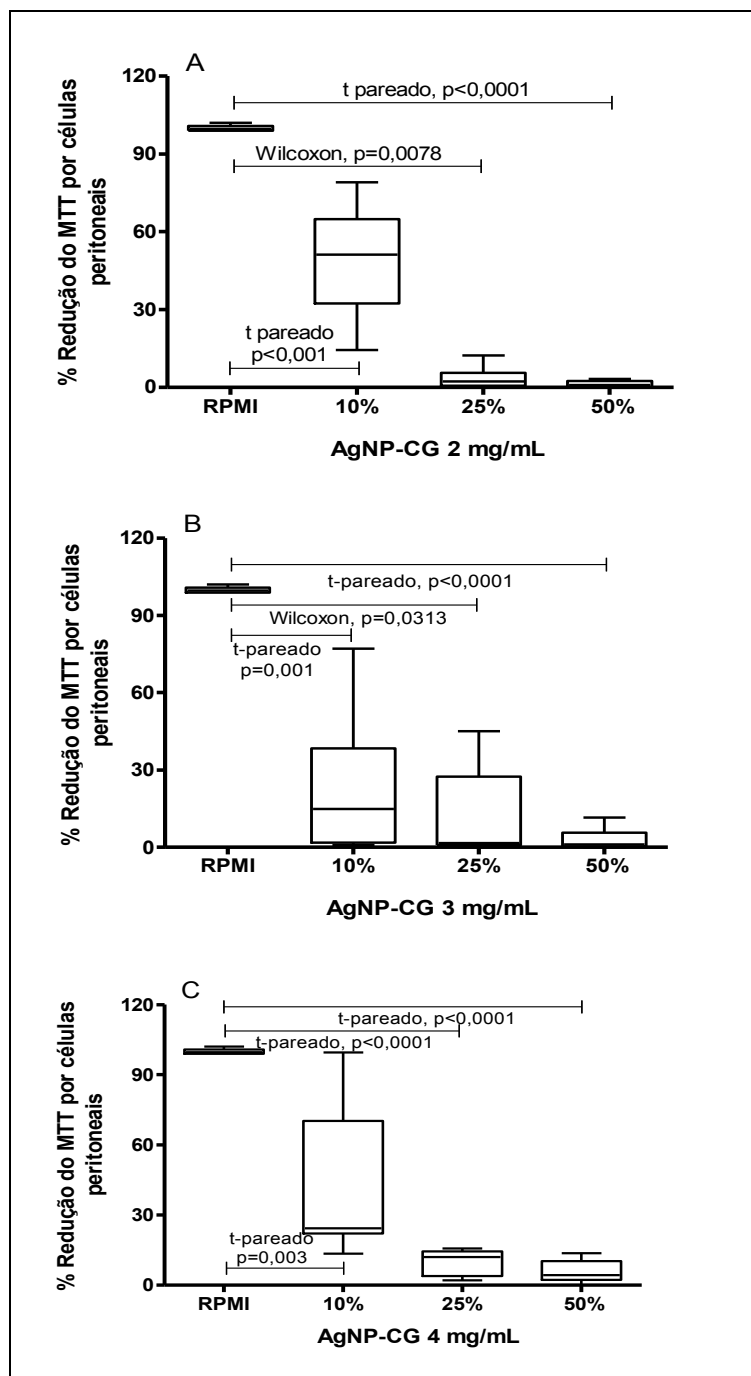 A
% Redução do MTT por células
peritoneais
120
90
60
30
0
t pareado, p<0,0001
Wilcoxon, p=0,0078
t pareado
p<0,001
RPMI 10% 25% 50%
AgNP-CG 2 mg/mL
B
% Redução do MTT por células
peritoneais
120
90
60
30
0
t-pareado, p<0,0001
Wilcoxon, p=0,0313
t-pareado
p=0,001
RPMI 10% 25% 50%
AgNP-CG 3 mg/mL
C
% Redução do MTT por células
peritoneais
120
90
60
30
0
t-pareado, p<0,0001
t-pareado, p<0,0001
t-pareado
p=0,003
RPMI 10% 25% 50%
AgNP-CG 4 mg/mL